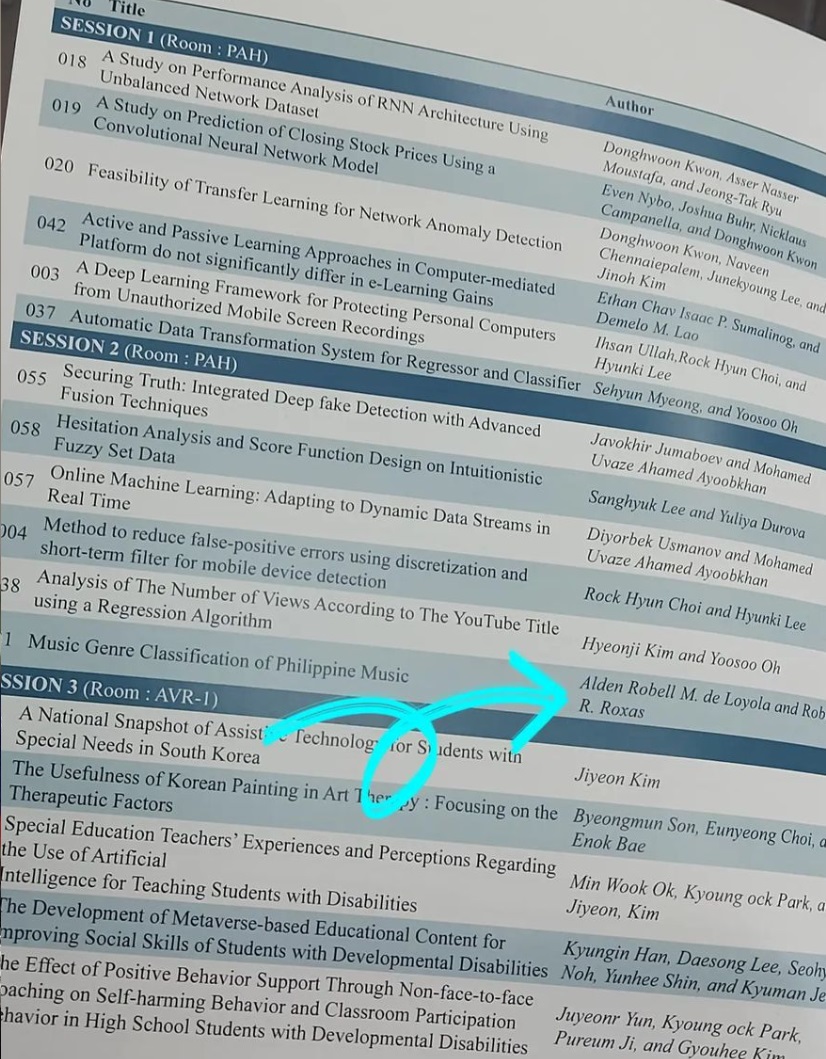 No Title
Author
SESSION 1 (Room : PAH)
018 A Study on Performance Analysis of RNN Architecture Using
Unbalanced Network Dataset
Donghwoon Kwon, Asser Nasser
Moustafa, and Jeong-Tak Ryu
019 A Study on Prediction of Closing Stock Prices Using a
Convolutional Neural Network Model
Even Nybo, Joshua Buhr, Nicklaus
Campanella, and Donghwoon Kwon
020 Feasibility of Transfer Learning for Network Anomaly Detection
Donghwoon Kwon, Naveen
Chennaiepalem, Junekyoung Lee, and
Jinoh Kim
042 Active and Passive Learning Approaches in Computer-mediated
Platform do not significantly differ in e-Learning Gains
Ethan Chav Isaac P. Sumalinog, and
Demelo M. Lao
003 A Deep Learning Framework for Protecting Personal Computers
from Unauthorized Mobile Screen Recordings
Ihsan Ullah,Rock Hyun Choi, and
Hyunki Lee
037 Automatic Data Transformation System for Regressor and Classifier
Sehyun Myeong, and Yoosoo Oh
SESSION 2 (Room : PAH)
055 Securing Truth: Integrated Deep fake Detection with Advanced
Fusion Techniques
Javokhir Jumaboev and Mohamed
Uvaze Ahamed Ayoobkhan
058 Hesitation Analysis and Score Function Design on Intuitionistic
Fuzzy Set Data
Sanghyuk Lee and Yuliya Durova
057 Online Machine Learning: Adapting to Dynamic Data Streams in
Real Time
Diyorbek Usmanov and Mohamed
Uvaze Ahamed Ayoobkhan
004 Method to reduce false-positive errors using discretization and
short-term filter for mobile device detection
Rock Hyun Choi and Hyunki Lee
38 Analysis of The Number of Views According to The YouTube Title
using a Regression Algorithm
Hyeonji Kim and Yoosoo Oh
1 Music Genre Classification of Philippine Music
Alden Robell M. de Loyola and Rob
R. Roxas
SSION 3 (Room : AVR-1)
A National Snapshot of Assistive Technology for Students with
Special Needs in South Korea
Jiyeon Kim
The Usefulness of Korean Painting in Art Therapy : Focusing on the
Therapeutic Factors
Byeongmun Son, Eunyeong Choi, a
Enok Bae
Special Education Teachers' Experiences and Perceptions Regarding
the Use of Artificial
Intelligence for Teaching Students with Disabilities
Min Wook Ok, Kyoung ock Park, a
Jiyeon, Kim
The Development of Metaverse-based Educational Content for
mproving Social Skills of Students with Developmental Disabilities
Kyungin Han, Daesong Lee, Seohy
Noh, Yunhee Shin, and Kyuman Je
he Effect of Positive Behavior Support Through Non-face-to-face
oaching on Self-harming Behavior and Classroom Participation
ehavior in High School Students with Developmental Disabilities
Juyeonr Yun, Kyoung ock Park,
Pureum Ji, and Gyouhee Kim